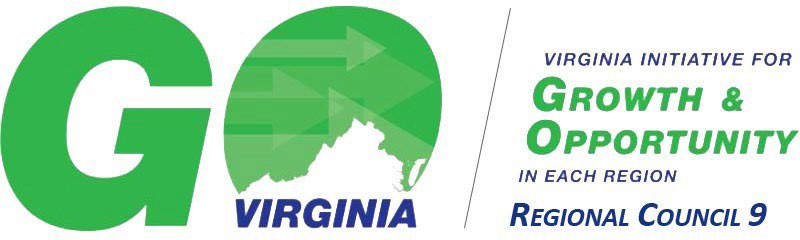 GO
VIRGINIA
VIRGINIA INITIATIVE FOR
GROWTH &
OPPORTUNITY
IN EACH REGION
REGIONAL COUNCIL 9